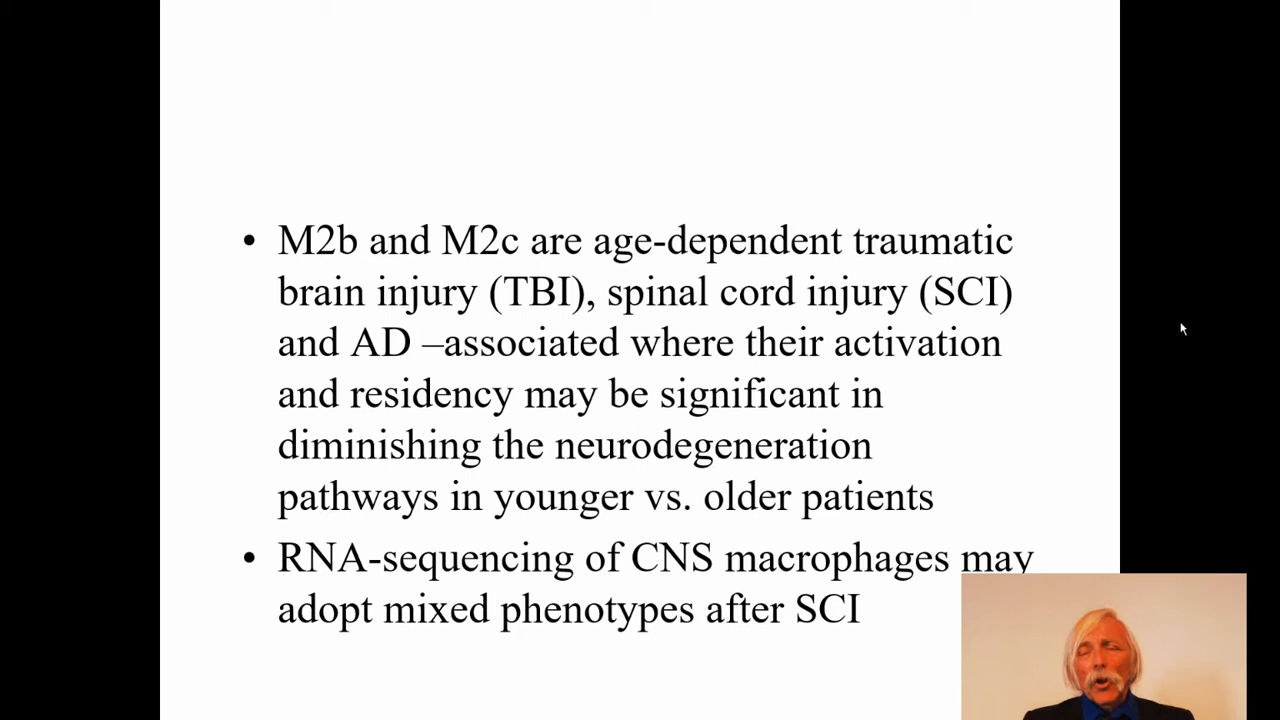 • M2b and M2c are age-dependent traumatic
brain injury (TBI), spinal cord injury (SCI)
and AD –associated where their activation
and residency may be significant in
diminishing the neurodegeneration
pathways in younger vs. older patients
• RNA-sequencing of CNS macrophages may
adopt mixed phenotypes after SCI